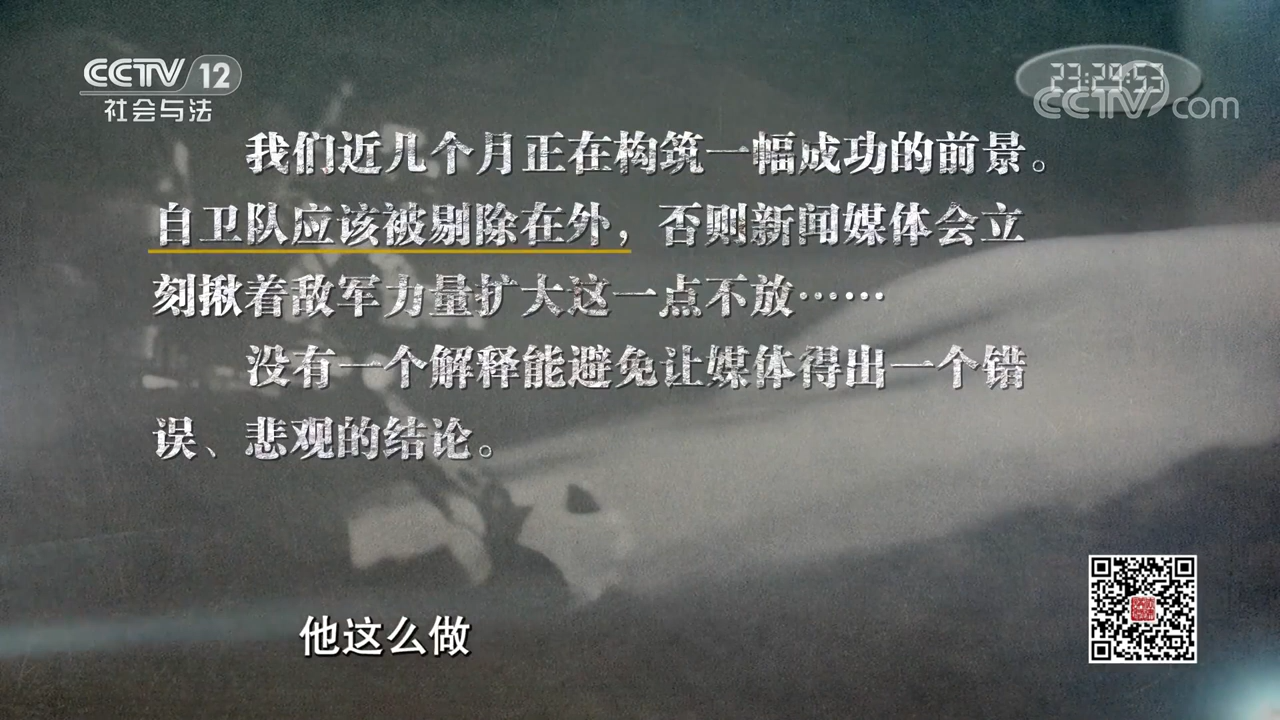 CCTV 12
社会与法
23:29:53
CCTV.com
我们近几个月正在构筑一幅成功的前景。
自卫队应该被剔除在外，否则新闻媒体会立
刻揪着敌军力量扩大这一点不放……
没有一个解释能避免让媒体得出一个错
误、悲观的结论。
他这么做